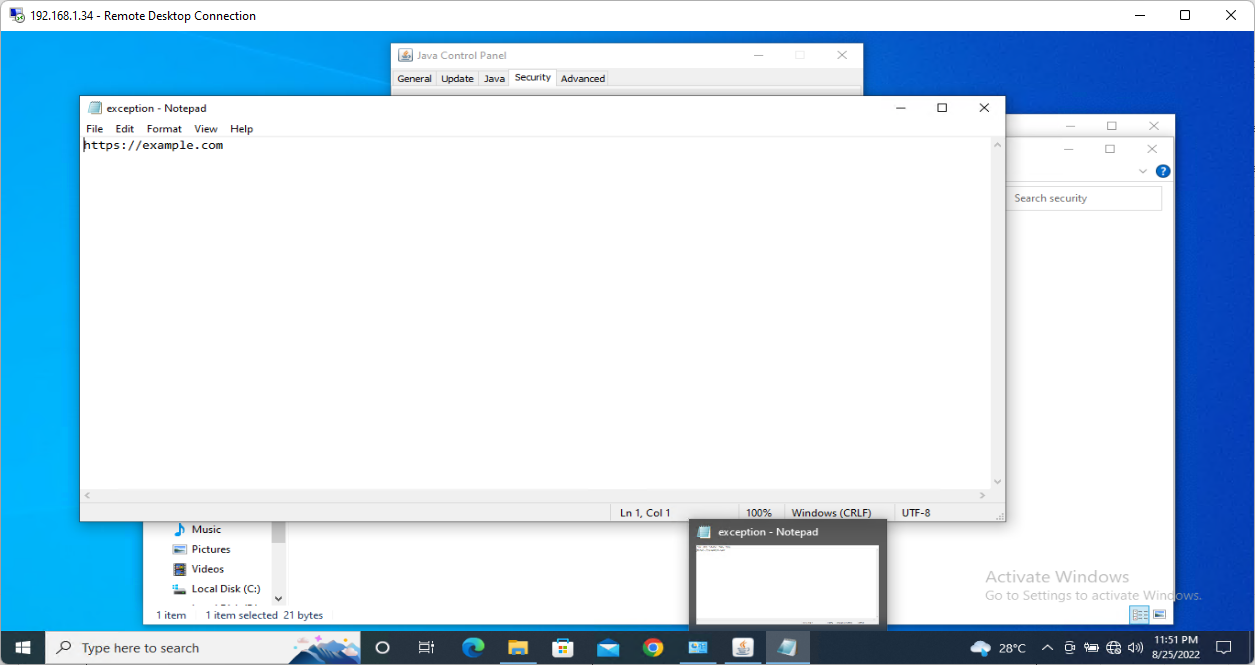 192.168.1.34 - Remote Desktop Connection
Java Control Panel
General Update Java Security Advanced
exception - Notepad
File Edit Format View Help
https://example.com
Search security
Ln 1, Col 1 100% Windows (CRLF) UTF-8
Music
Pictures
Videos
Local Disk (C:)
1 item 1 item selected 21 bytes
exception - Notepad
Activate Windows
Go to Settings to activate Windows.
Type here to search
28°C
11:51 PM
8/25/2022